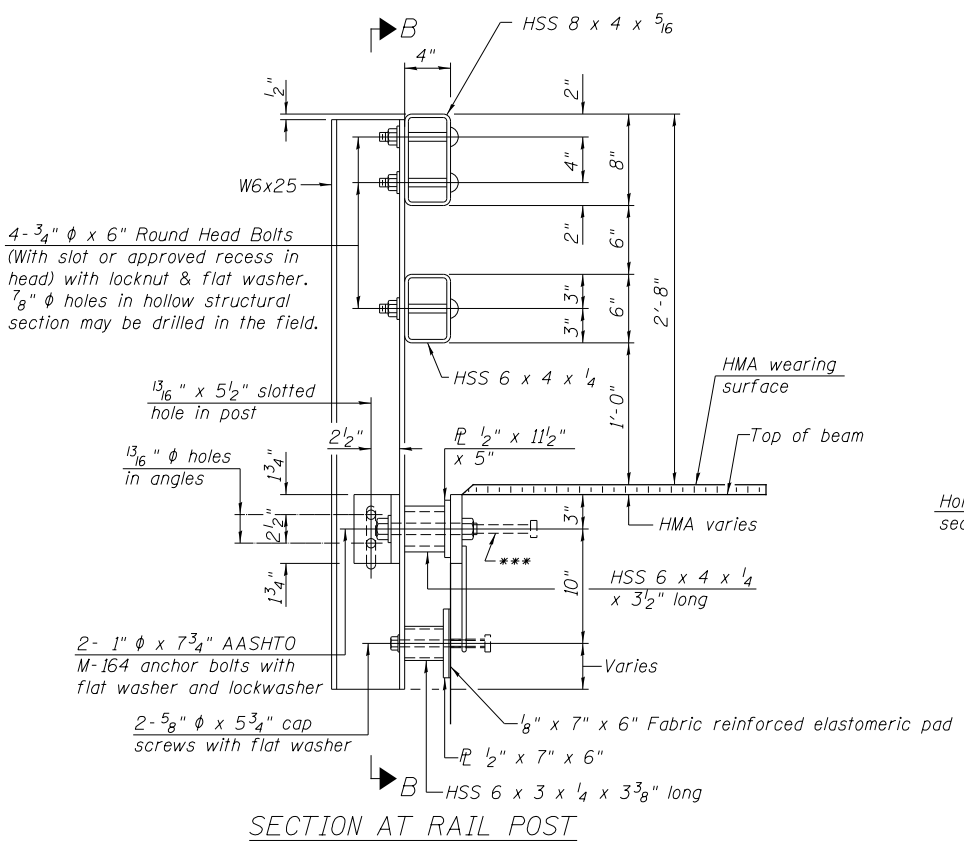 B
HSS 8 x 4 x 5/16
4"
1/2"
2"
W6x25
4"
8"
4- 3/4" ϕ x 6" Round Head Bolts
(With slot or approved recess in
head) with locknut & flat washer.
7/8" ϕ holes in hollow structural
section may be drilled in the field.
2"
6"
3"
3"
6"
2'-8"
HSS 6 x 4 x 1/4
HMA wearing
surface
13/16" x 5 1/2" slotted
hole in post
1'-0"
2 1/2"
PL 1/2" x 11 1/2"
x 5"
Top of beam
13/16" ϕ holes
in angles
1 3/4"
2 1/2"
1 3/4"
3"
HMA varies
Hor
sec
***
10"
HSS 6 x 4 x 1/4
x 3 1/2" long
2- 1" ϕ x 7 3/4" AASHTO
M-164 anchor bolts with
flat washer and lockwasher
Varies
2- 5/8" ϕ x 5 3/4" cap
screws with flat washer
1/8" x 7" x 6" Fabric reinforced elastomeric pad
PL 1/2" x 7" x 6"
B
HSS 6 x 3 x 1/4 x 3 3/8" long
SECTION AT RAIL POST